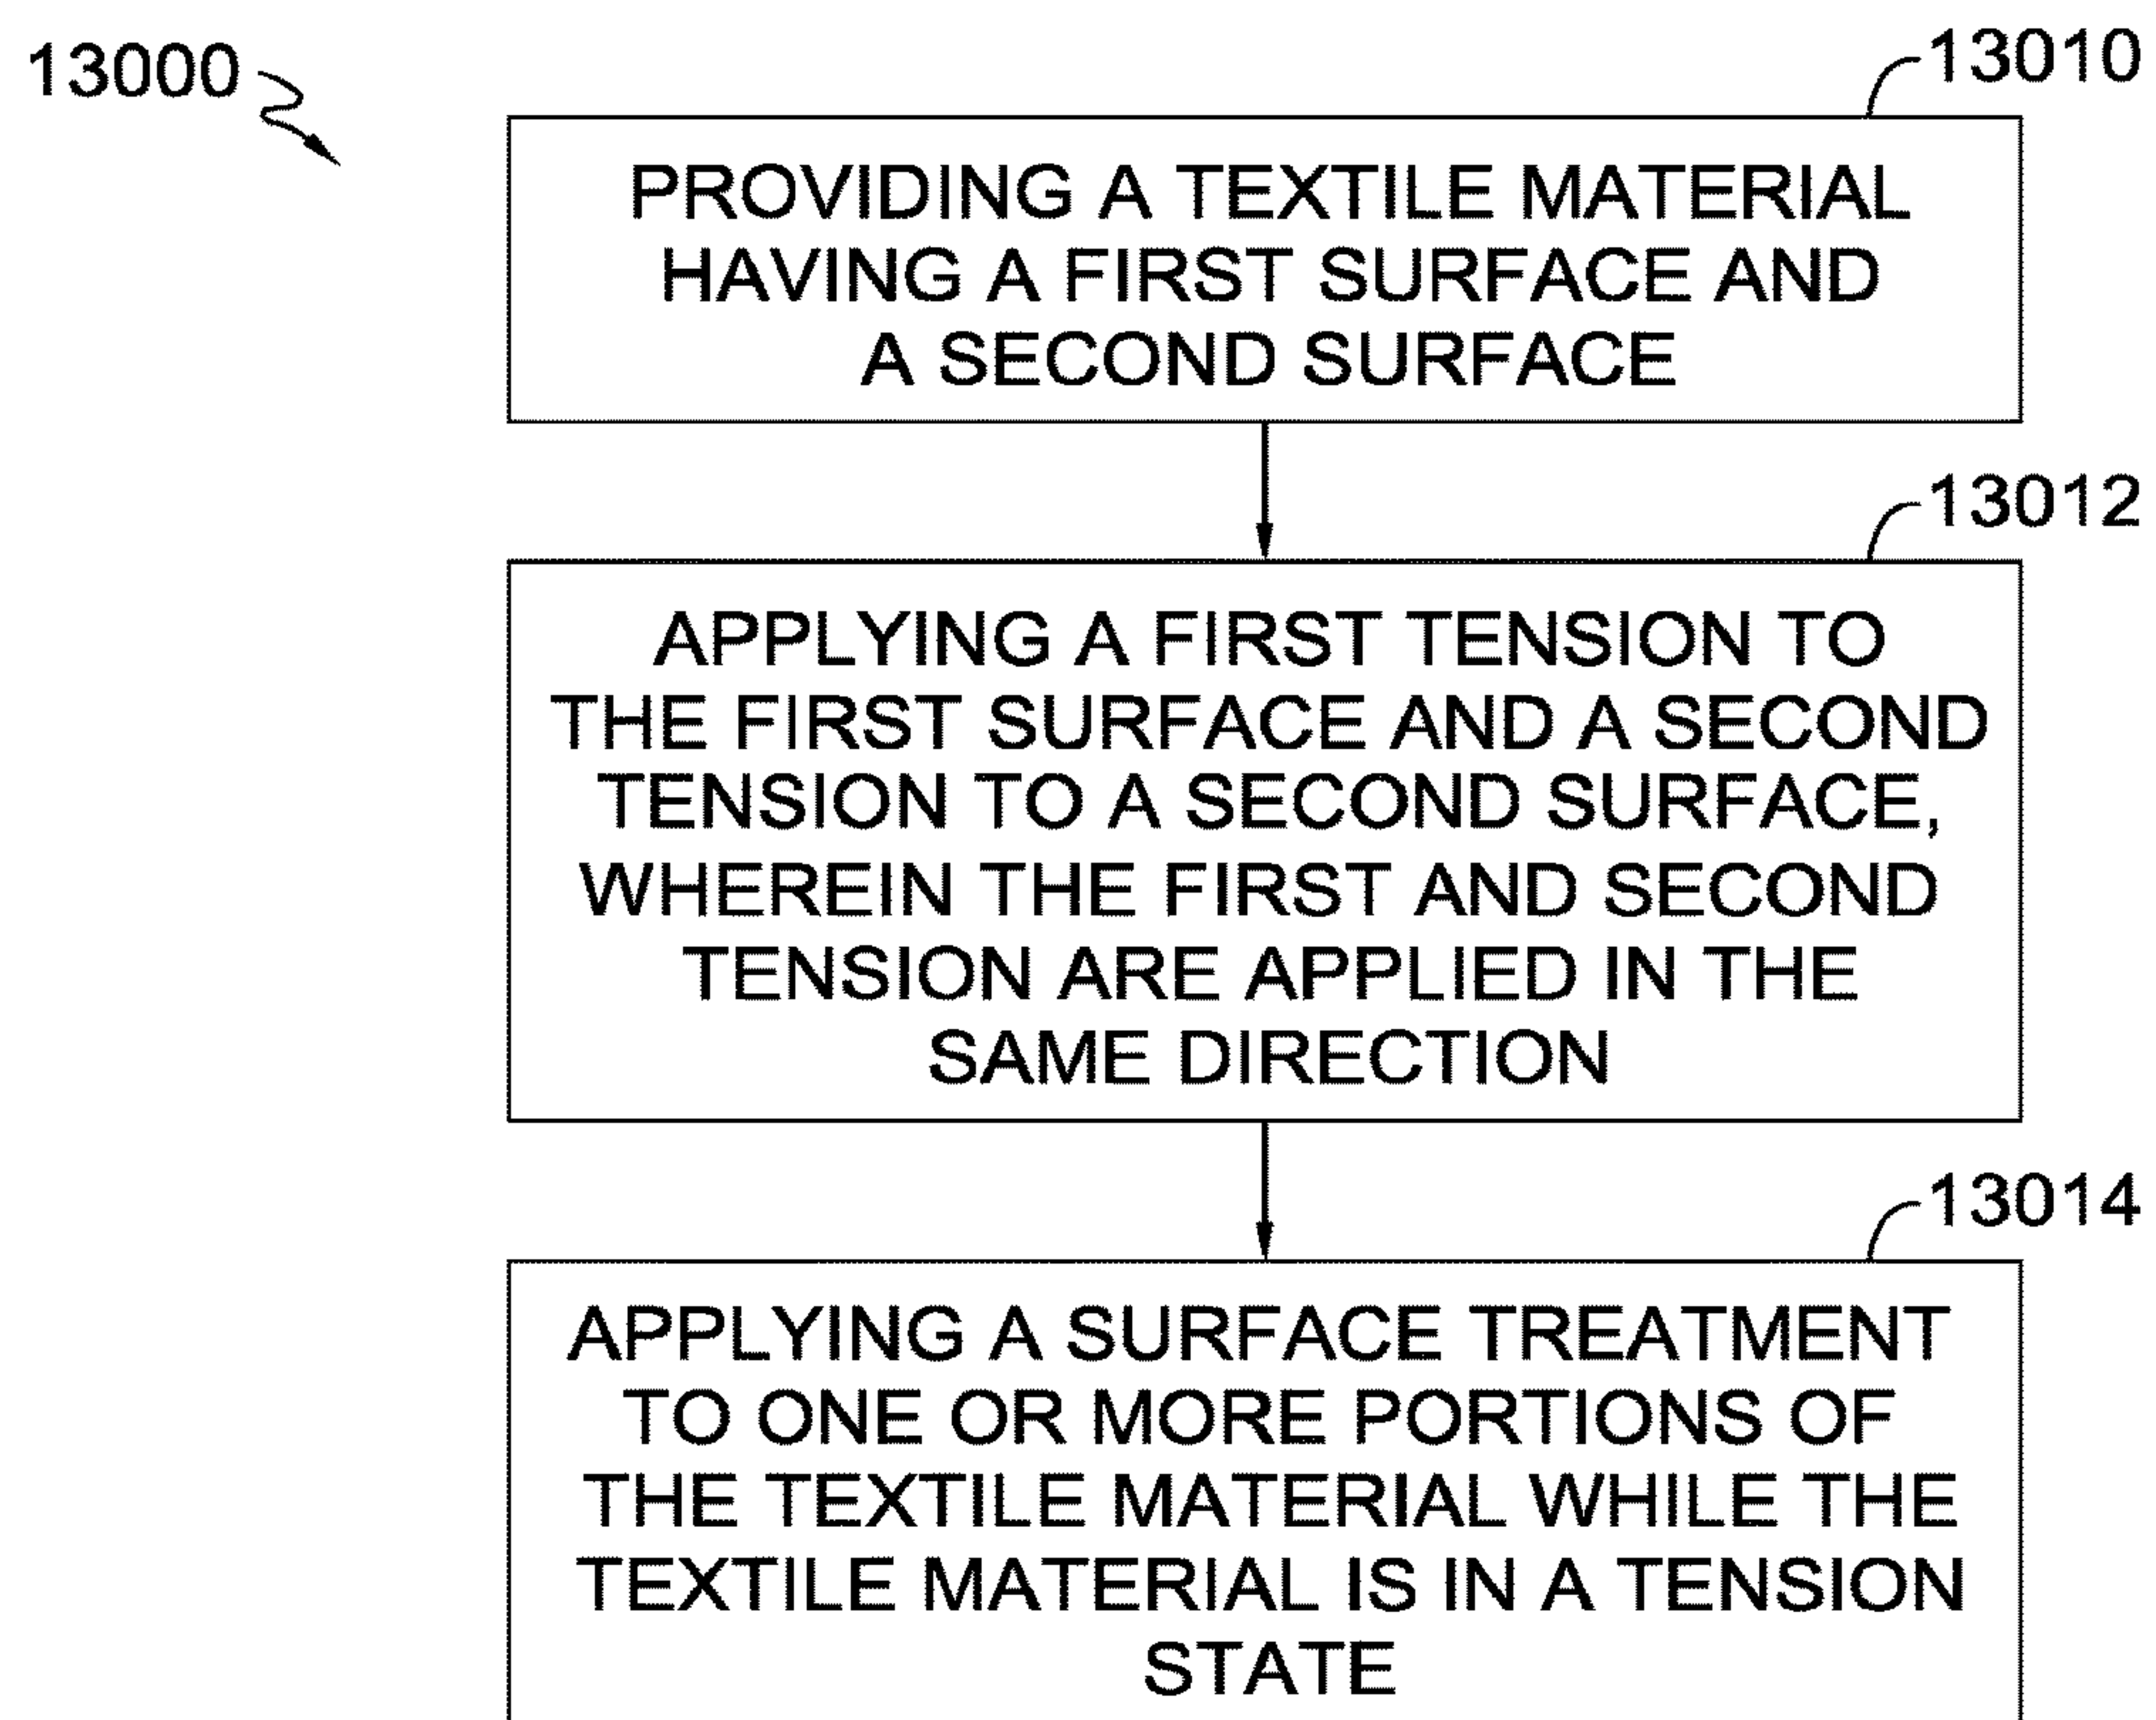 13000
13010
PROVIDING A TEXTILE MATERIAL
HAVING A FIRST SURFACE AND
A SECOND SURFACE
13012
APPLYING A FIRST TENSION TO
THE FIRST SURFACE AND A SECOND
TENSION TO A SECOND SURFACE,
WHEREIN THE FIRST AND SECOND
TENSION ARE APPLIED IN THE
SAME DIRECTION
13014
APPLYING A SURFACE TREATMENT
TO ONE OR MORE PORTIONS OF
THE TEXTILE MATERIAL WHILE THE
TEXTILE MATERIAL IS IN A TENSION
STATE